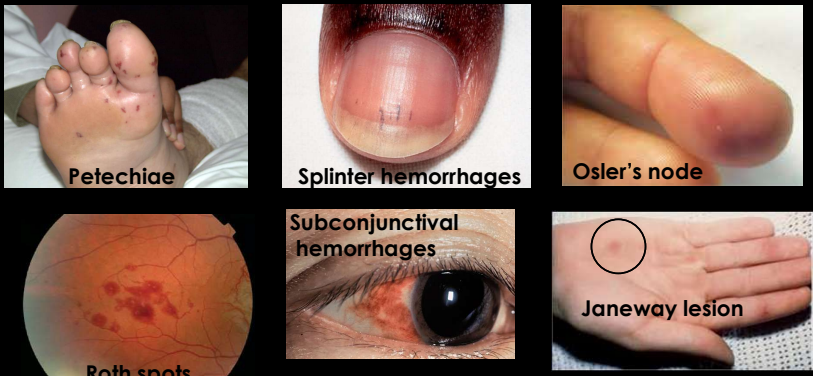 Petechiae
Splinter hemorrhages
Osler's node
Subconjunctival
hemorrhages
Janeway lesion
Roth spots